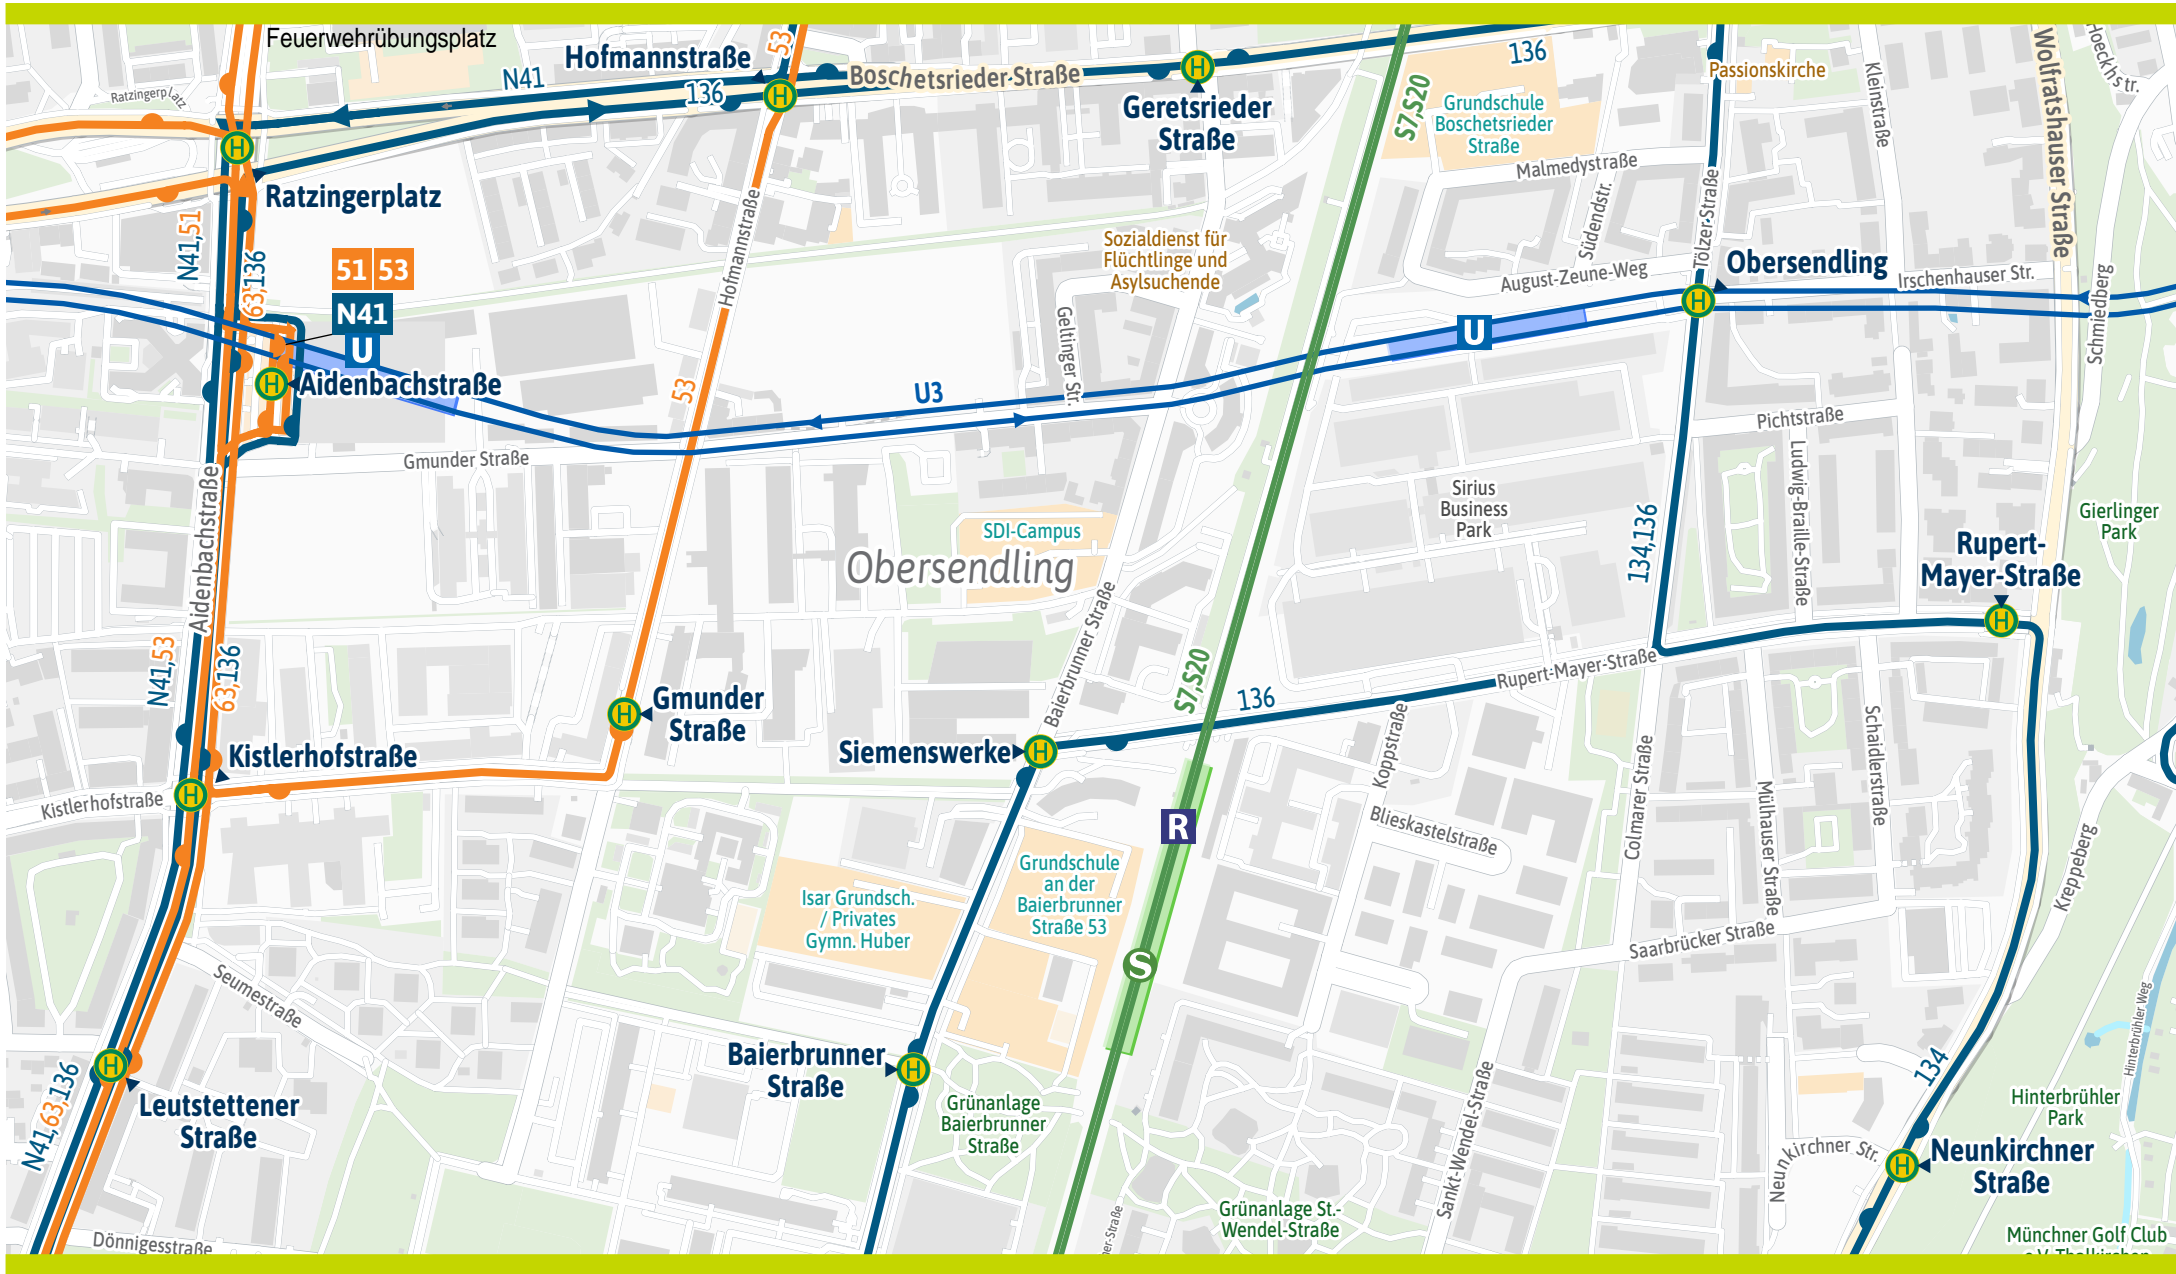 Feuerwehrübungsplatz
Ratzingerplatz
N41
136
Hofmannstraße
53
Boschetsrieder Straße
Geretsrieder
Straße
S7,S20
136
Grundschule
Boschetsrieder
Straße
Passionskirche
Kleinstraße
Wolfratshauser Straße
Hoeckhstr.
Ratzingerplatz
N41,51
63,136
51
53
N41
U
Aidenbachstraße
Hofmannstraße
53
Sozialdienst für
Flüchtlinge und
Asylsuchende
Geltinger Str.
Malmedystraße
Südendstr.
August-Zeune-Weg
Tölzer Straße
Obersendling
Irschenhauser Str.
Schmiedberg
U
U3
Gmunder Straße
Pichtstraße
Ludwig-Braille-Straße
Sirius
Business
Park
134,136
Gierlinger
Park
Rupert-
Mayer-Straße
SDI-Campus
Obersendling
Aidenbachstraße
N41,53
63,136
Baierbrunner Straße
S7,S20
136
Rupert-Mayer-Straße
Gmunder
Straße
Siemenswerke
Kistlerhofstraße
Kistlerhofstraße
Koppstraße
Blieskastelstraße
Colmarer Straße
Mülhauser Straße
Schaidlerstraße
Kreppeberg
R
Grundschule
an der
Baierbrunner
Straße 53
Isar Grundsch.
/ Privates
Gymn. Huber
S
Saarbrücker Straße
Seumestraße
Hinterbrühler Weg
Baierbrunner
Straße
Leutstettener
Straße
N41,63,136
Grünanlage
Baierbrunner
Straße
Sankt-Wendel-Straße
134
Hinterbrühler
Park
Neunkirchner Str.
Neunkirchner
Straße
Grünanlage St.-
Wendel-Straße
Dönnigesstraße
ner-Straße
Münchner Golf Club
e.V. Thalkirchen
H
H
H
H
H
H
H
H
H
H
H
H
H